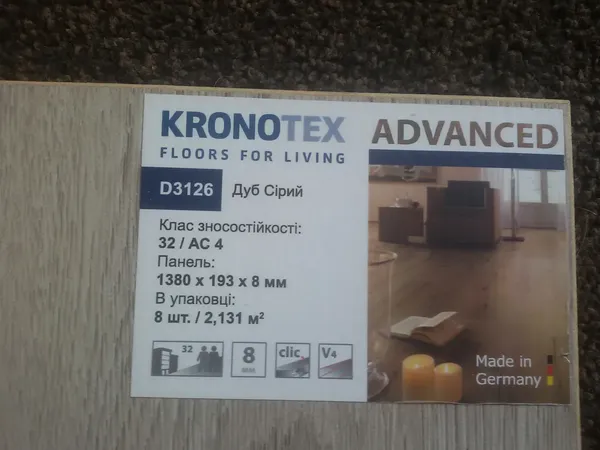 KRONOTEX
FLOORS FOR LIVING
ADVANCED
D3126 Дуб Сірий
Клас зносостійкості:
32 / AC 4
Панель:
1380 x 193 x 8 мм
В упаковці:
8 шт. / 2,131 м²
32
8
мм
clic
V4
Made in
Germany